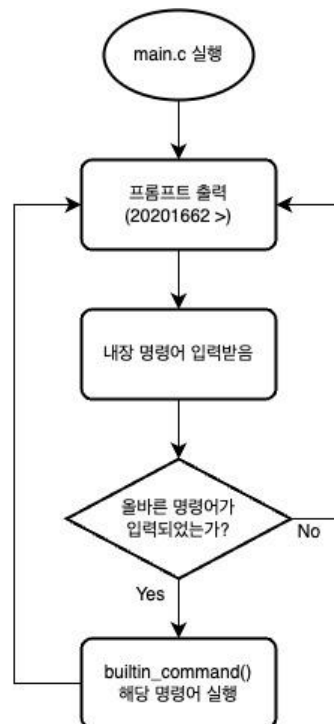 main.c 실행
프롬프트 출력
(20201662 >)
내장 명령어 입력받음
올바른 명령어가
입력되었는가?
No
Yes
builtin_command()
해당 명령어 실행